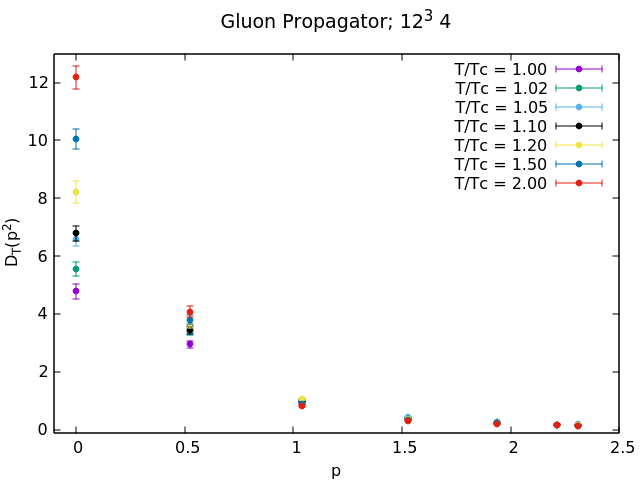 Gluon Propagator; 12³ 4
T/Tc = 1.00
T/Tc = 1.02
T/Tc = 1.05
T/Tc = 1.10
T/Tc = 1.20
T/Tc = 1.50
T/Tc = 2.00
12
10
8
6
4
2
0
D_T(p²)
0
0.5
1
1.5
2
2.5
p